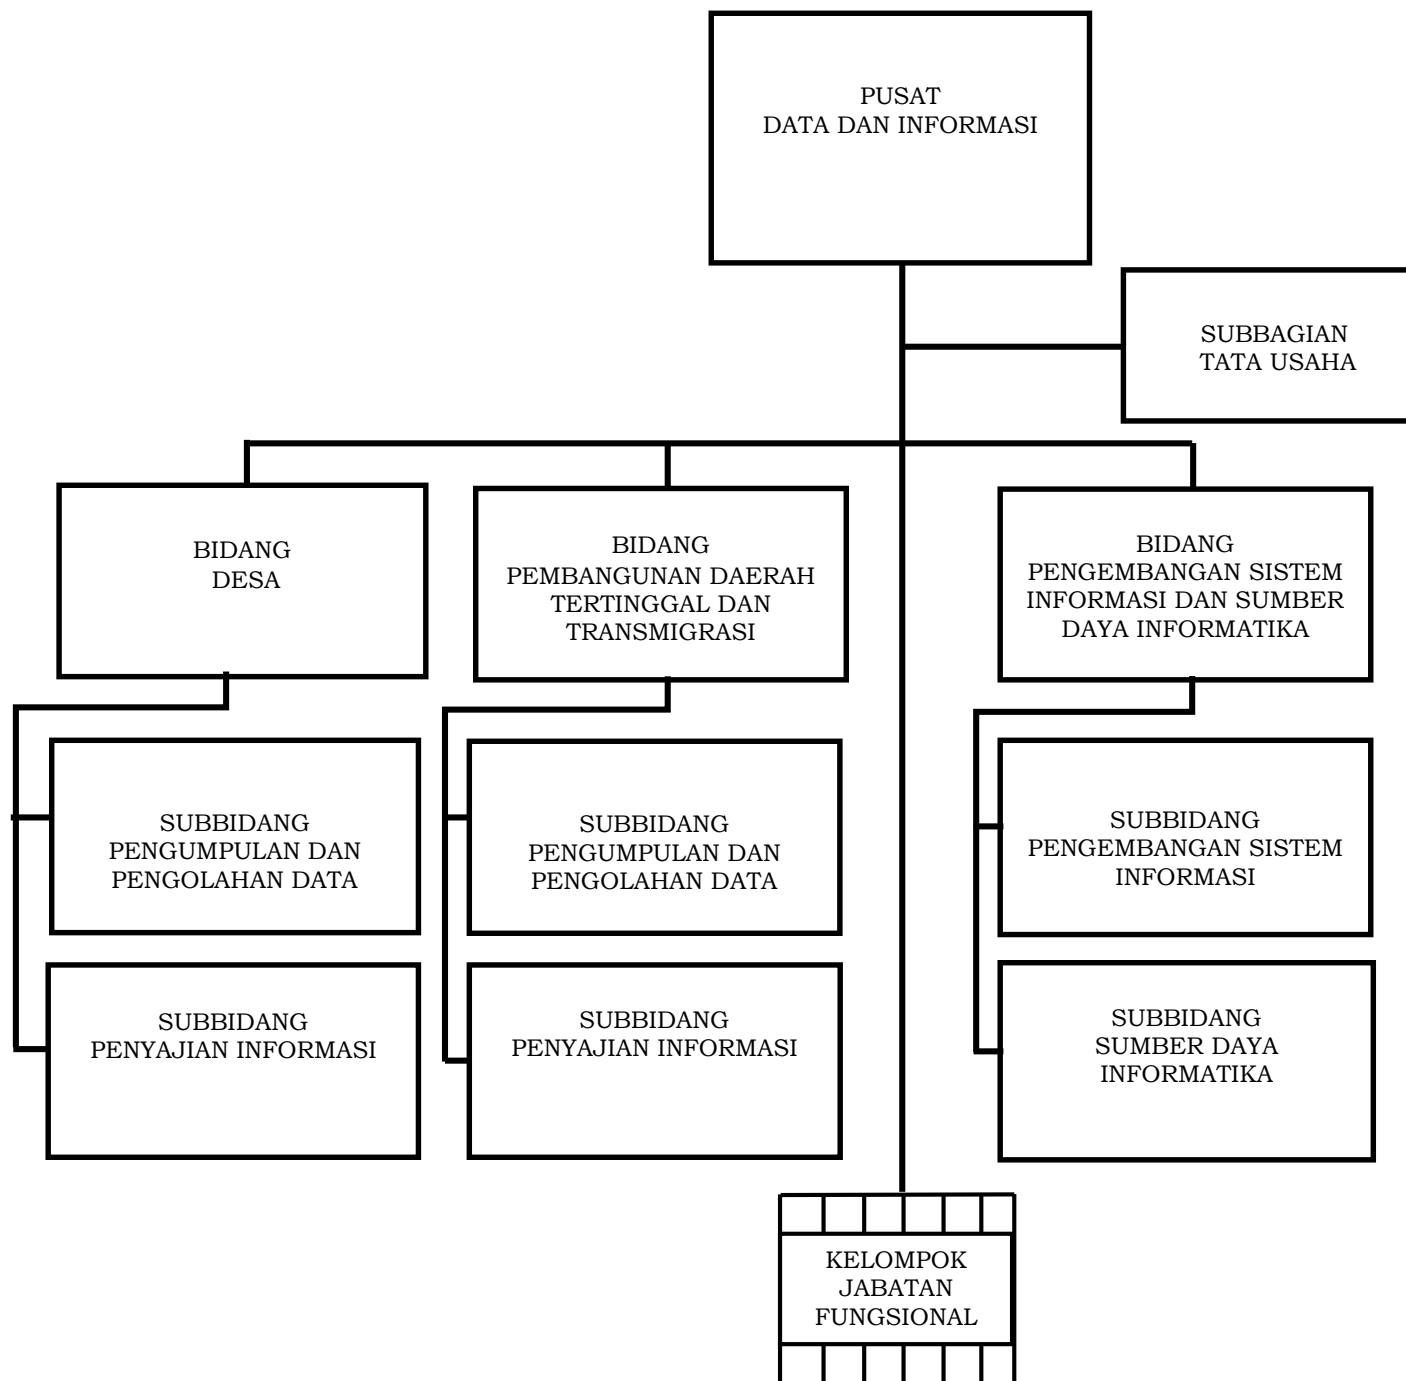 PUSAT
DATA DAN INFORMASI
SUBBAGIAN
TATA USAHA
BIDANG
DESA
BIDANG
PEMBANGUNAN DAERAH
TERTINGGAL DAN
TRANSMIGRASI
BIDANG
PENGEMBANGAN SISTEM
INFORMASI DAN SUMBER
DAYA INFORMATIKA
SUBBIDANG
PENGUMPULAN DAN
PENGOLAHAN DATA
SUBBIDANG
PENGUMPULAN DAN
PENGOLAHAN DATA
SUBBIDANG
PENGEMBANGAN SISTEM
INFORMASI
SUBBIDANG
PENYAJIAN INFORMASI
SUBBIDANG
PENYAJIAN INFORMASI
SUBBIDANG
SUMBER DAYA
INFORMATIKA
KELOMPOK
JABATAN
FUNGSIONAL